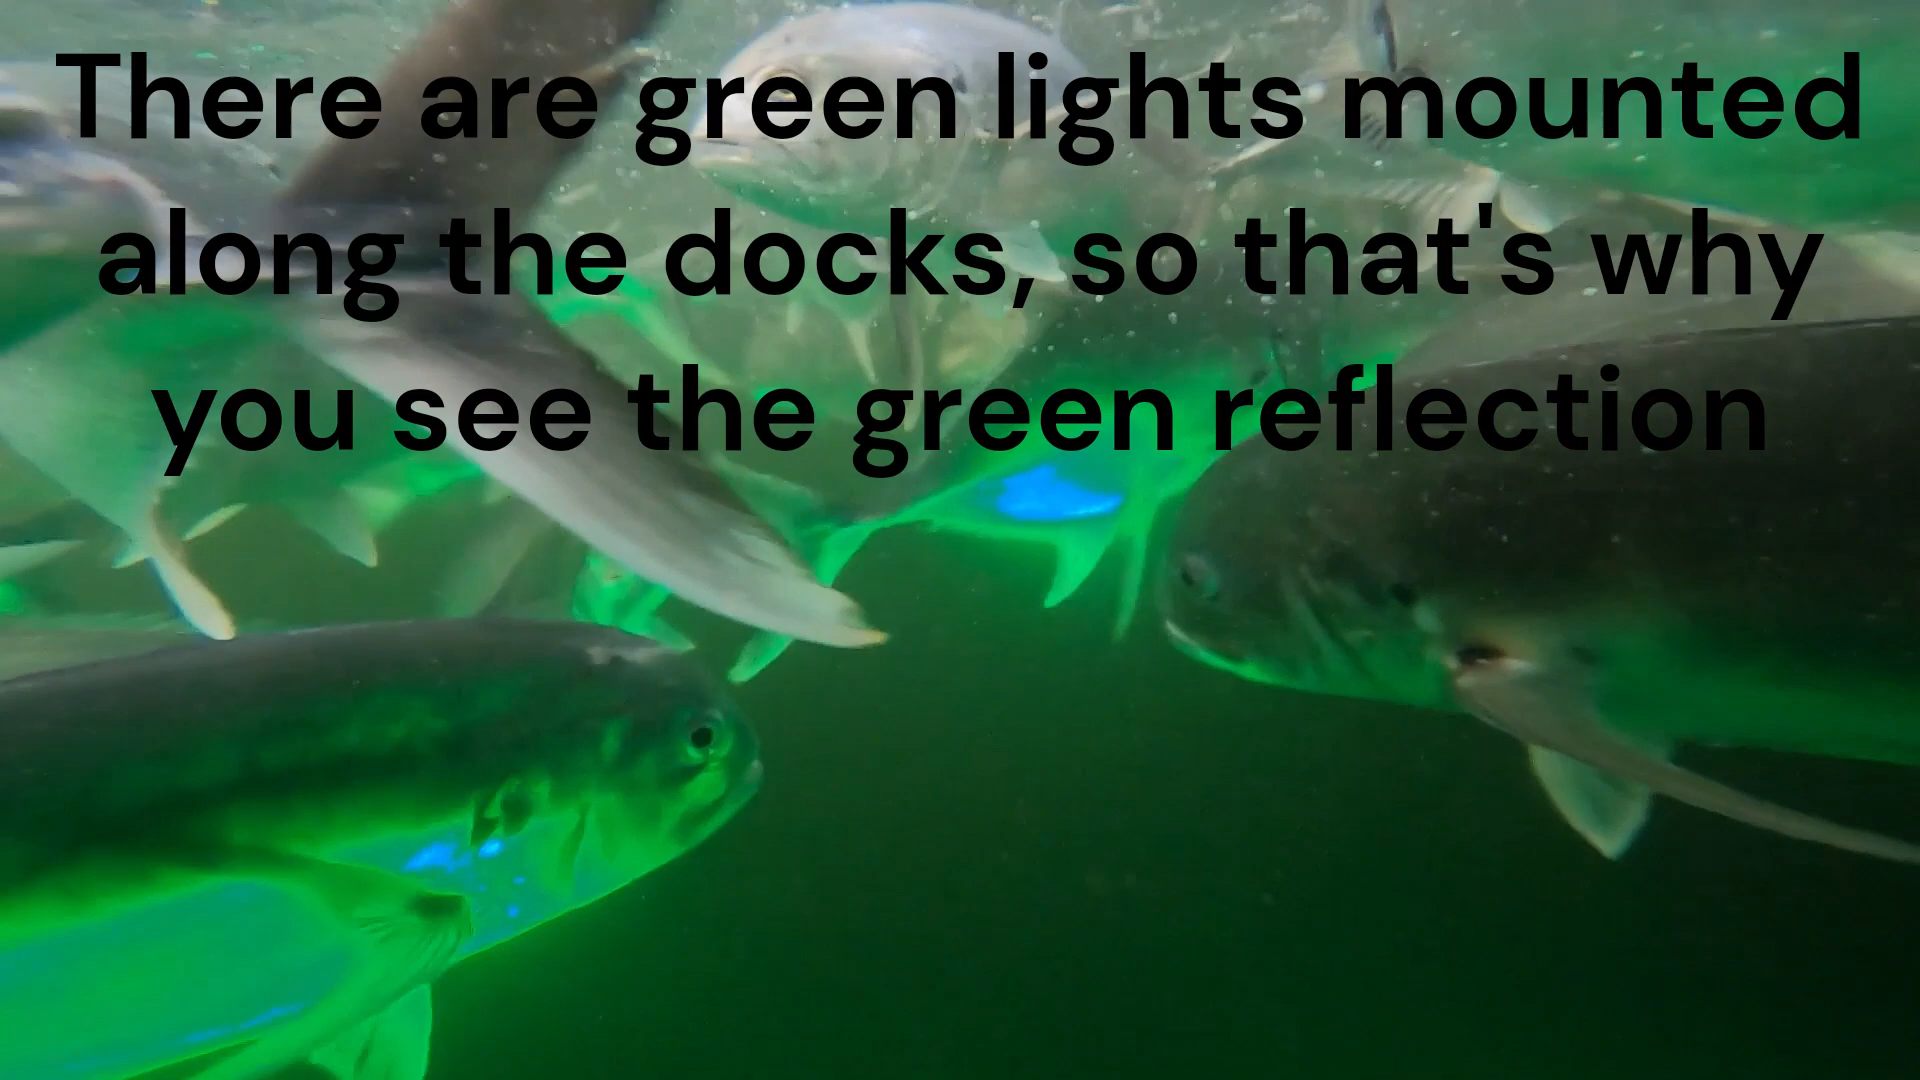 There are green lights mounted
along the docks, so that's why
you see the green reflection